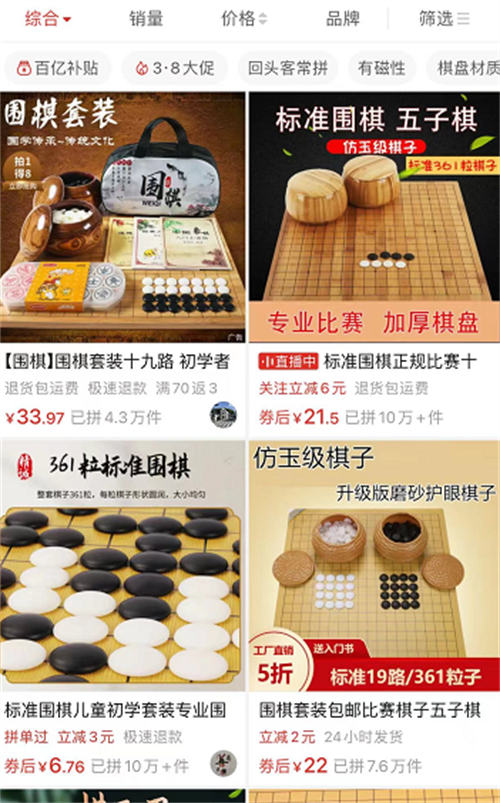 综合 销量 价格 品牌 筛选
百亿补贴 3·8大促 回头客常拼 有磁性 棋盘材质
围棋套装
国学传承~传统文化
拍1
得8
围棋
WEIQI
广告
【围棋】围棋套装十九路 初学者
退货包运费 极速退款 满70返3
¥33.97 已拼4.3万件
标准围棋 五子棋
仿玉级棋子
标准361粒棋子
专业比赛 加厚棋盘
直播中 标准围棋正规比赛十
关注立减6元 退货包运费
券后¥21.5 已拼10万+件
361粒标准围棋
整套棋子361粒，每粒棋子形状圆润，大小均匀
标准围棋儿童初学套装专业围
拼单过 立减3元 极速退款
券后¥6.76 已拼10万+件
仿玉级棋子
升级版磨砂护眼棋子
工厂直销
5折
送入门书
标准19路/361粒子
围棋套装包邮比赛棋子五子棋
立减2元 24小时发货
券后¥22 已拼7.6万件